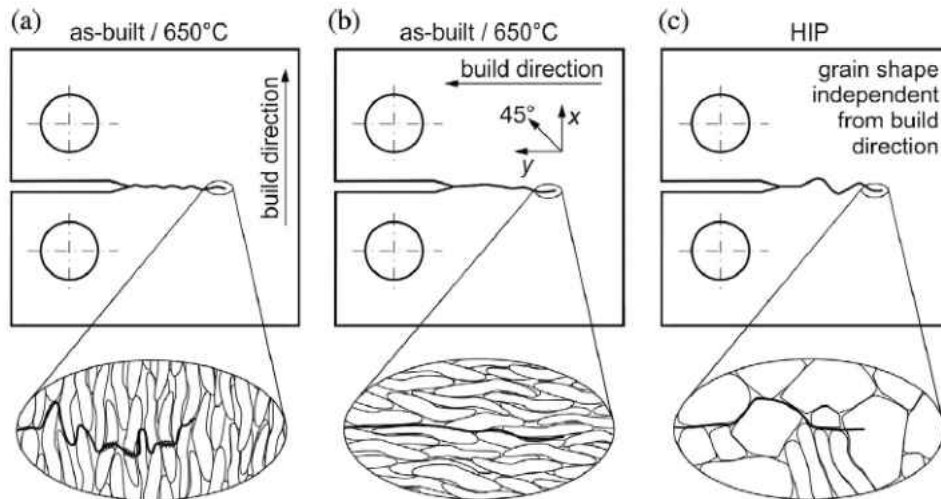 (a)
as-built / 650°C
build direction
(b)
as-built / 650°C
build direction
45°
x
y
(c)
HIP
grain shape
independent
from build
direction